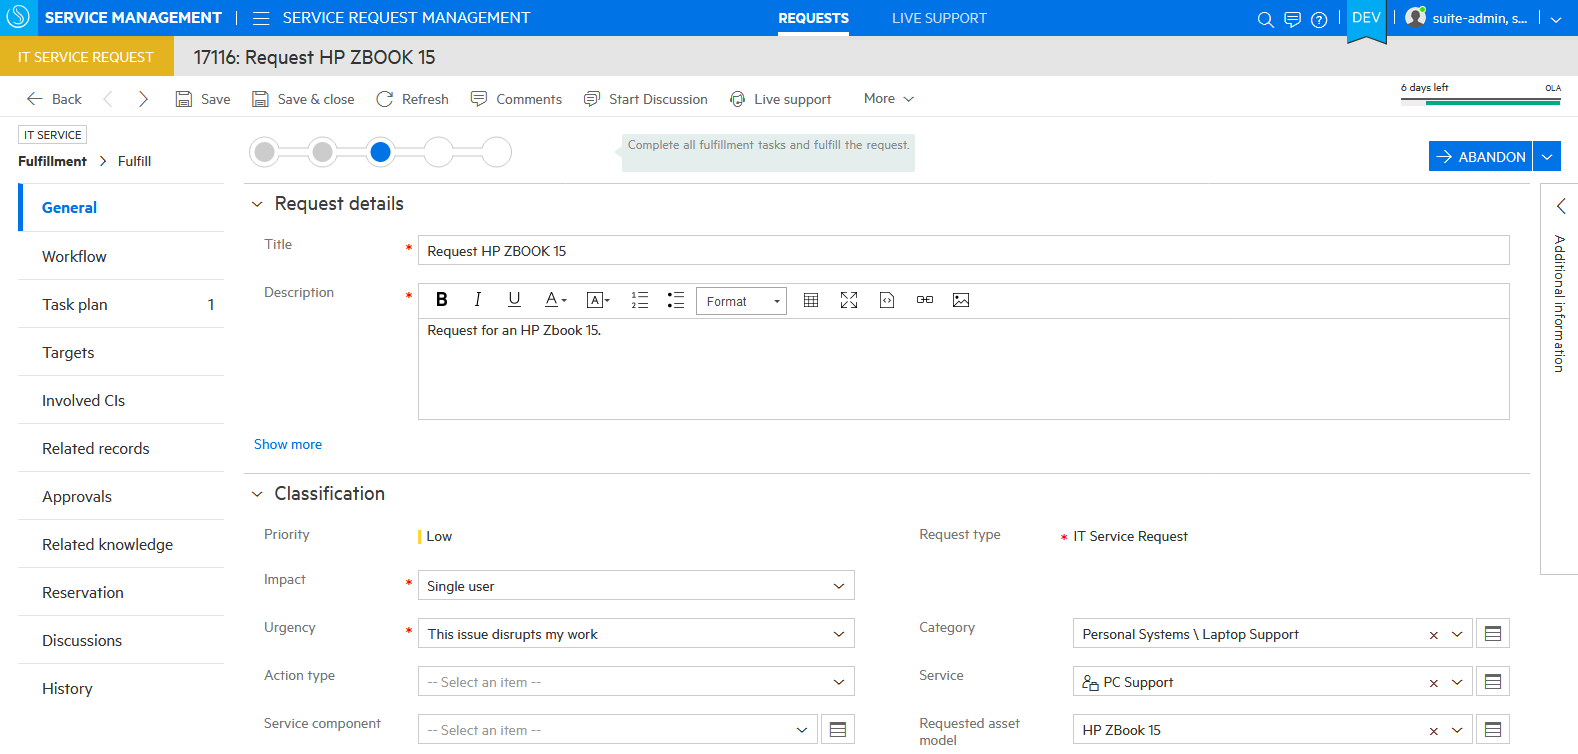 SERVICE MANAGEMENT | SERVICE REQUEST MANAGEMENT REQUESTS LIVE SUPPORT DEV suite-admin, s...
IT SERVICE REQUEST 17116: Request HP ZBOOK 15
Back Save Save & close Refresh Comments Start Discussion Live support More 6 days left OLA
IT SERVICE
Fulfillment > Fulfill
Complete all fulfillment tasks and fulfill the request.
ABANDON
General
Workflow
Task plan 1
Targets
Involved CIs
Related records
Approvals
Related knowledge
Reservation
Discussions
History
Request details
Title * Request HP ZBOOK 15
Description * B I U A A Format
Request for an HP Zbook 15.
Show more
Classification
Priority Low
Request type * IT Service Request
Impact * Single user
Urgency * This issue disrupts my work
Category Personal Systems \ Laptop Support
Action type -- Select an item --
Service PC Support
Service component -- Select an item --
Requested asset model HP ZBook 15
Additional information